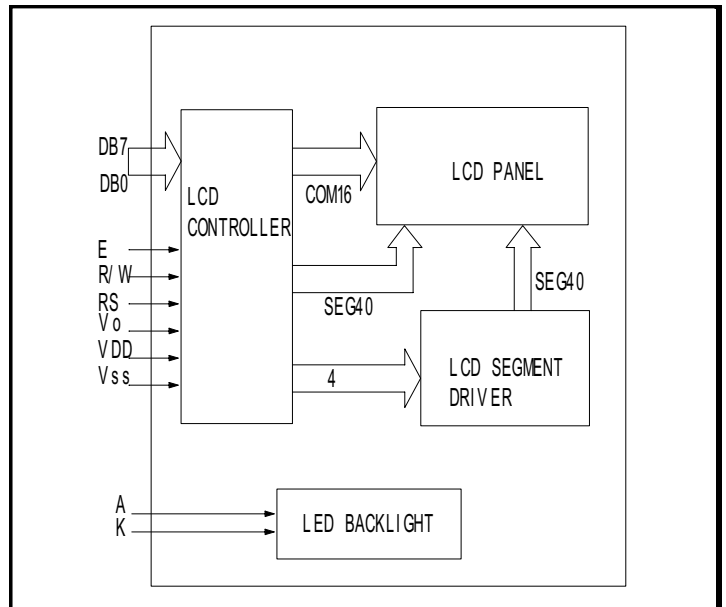 DB7
DB0
LCD
CONTROLLER
COM16
LCD PANEL
E
R/W
RS
Vo
VDD
Vss
SEG40
SEG40
4
LCD SEGMENT
DRIVER
A
K
LED BACKLIGHT